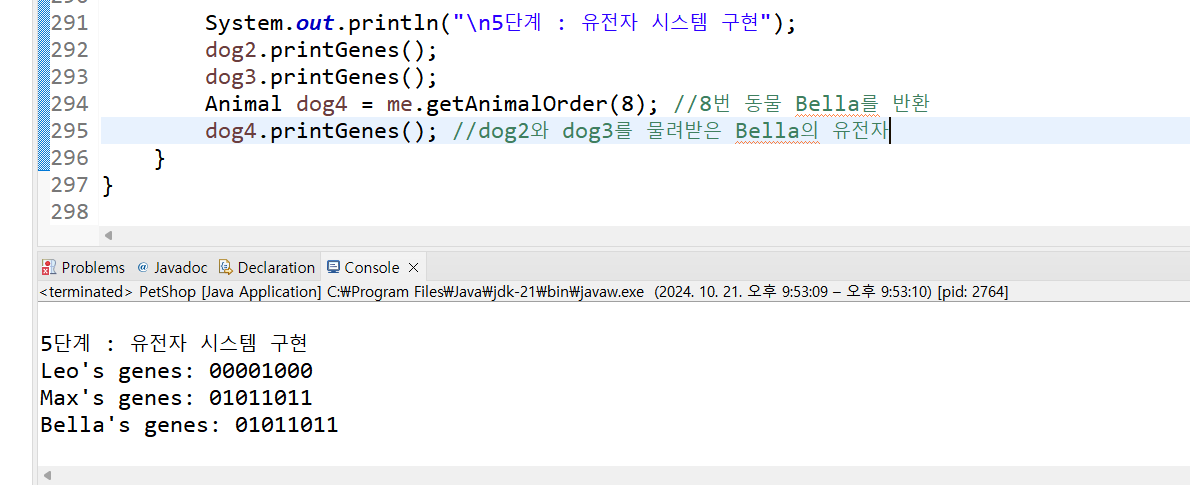 291 System.out.println("\n5단계 : 유전자 시스템 구현");
292 dog2.printGenes();
293 dog3.printGenes();
294 Animal dog4 = me.getAnimalOrder(8); //8번 동물 Bella를 반환
295 dog4.printGenes(); //dog2와 dog3를 물려받은 Bella의 유전자
296 }
297 }
298
Problems @ Javadoc Declaration Console
<terminated> PetShop [Java Application] C:₩Program Files₩Java₩jdk-21₩bin₩javaw.exe (2024. 10. 21. 오후 9:53:09 – 오후 9:53:10) [pid: 2764]
5단계 : 유전자 시스템 구현
Leo's genes: 00001000
Max's genes: 01011011
Bella's genes: 01011011